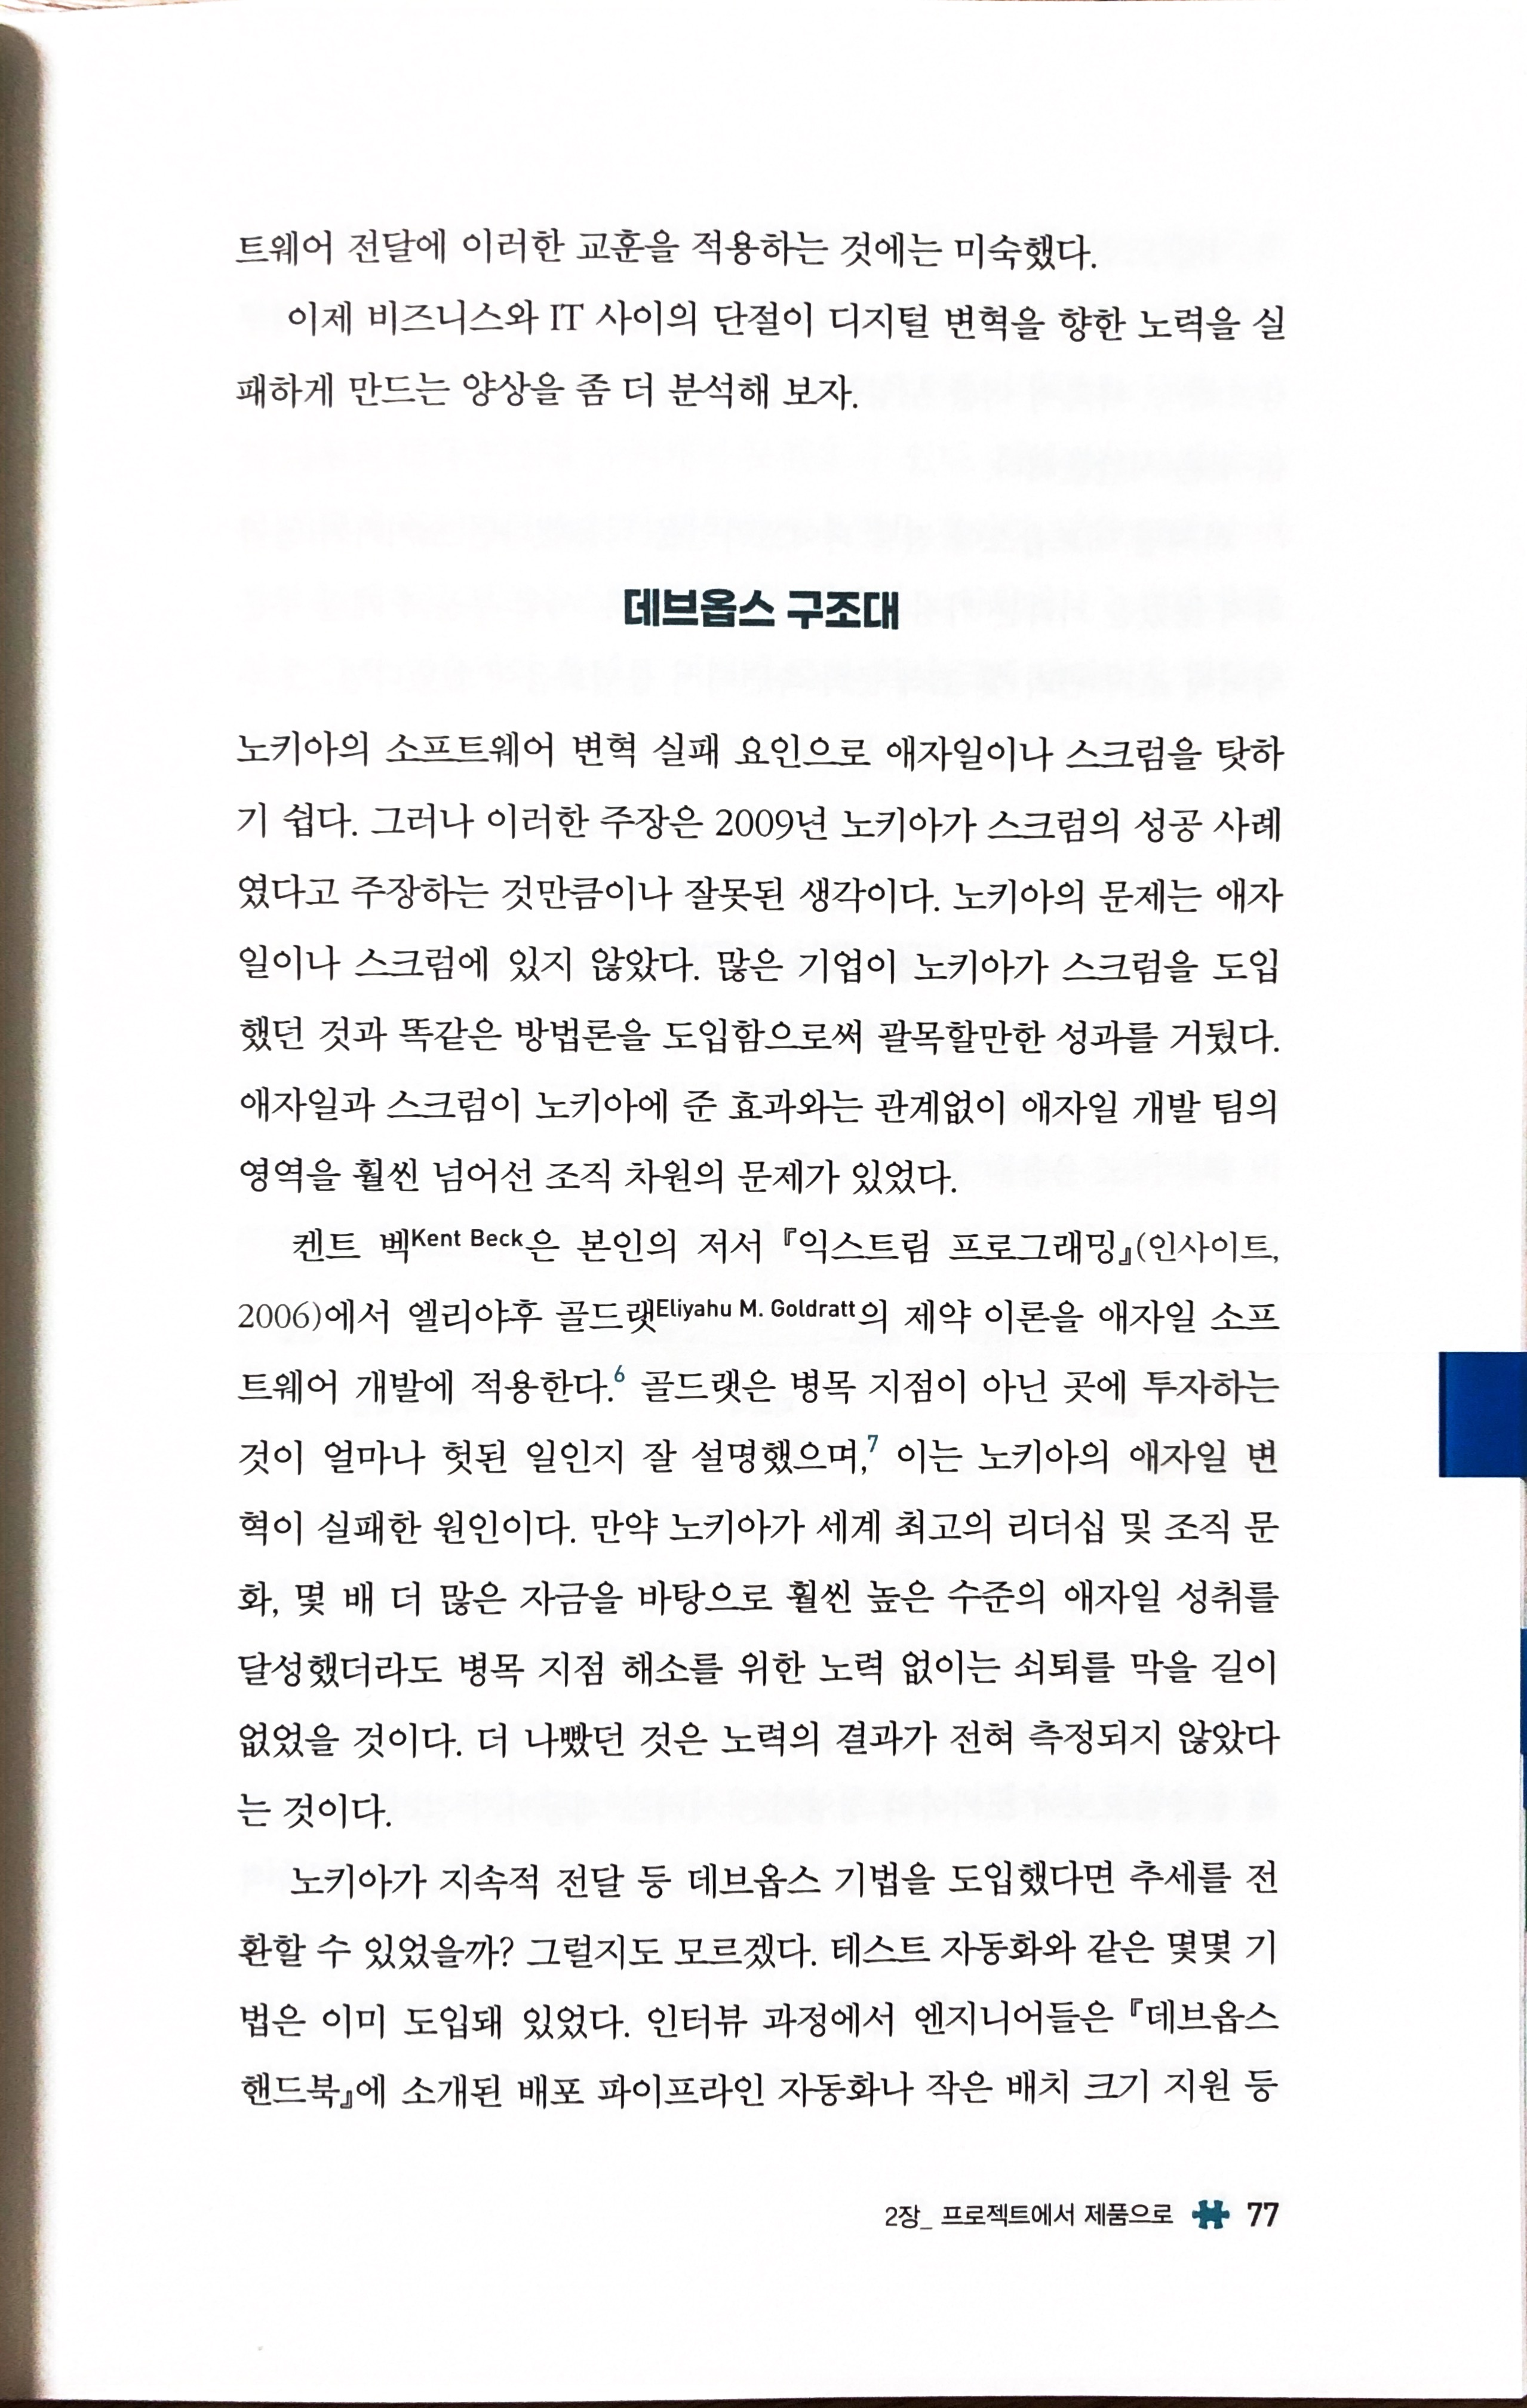 트웨어 전달에 이러한 교훈을 적용하는 것에는 미숙했다.
이제 비즈니스와 IT 사이의 단절이 디지털 변혁을 향한 노력을 실
패하게 만드는 양상을 좀 더 분석해 보자.
데브옵스 구조대
노키아의 소프트웨어 변혁 실패 요인으로 애자일이나 스크럼을 탓하
기 쉽다. 그러나 이러한 주장은 2009년 노키아가 스크럼의 성공 사례
였다고 주장하는 것만큼이나 잘못된 생각이다. 노키아의 문제는 애자
일이나 스크럼에 있지 않았다. 많은 기업이 노키아가 스크럼을 도입
했던 것과 똑같은 방법론을 도입함으로써 괄목할만한 성과를 거뒀다.
애자일과 스크럼이 노키아에 준 효과와는 관계없이 애자일 개발 팀의
영역을 훨씬 넘어선 조직 차원의 문제가 있었다.
켄트 벡Kent Beck은 본인의 저서 『익스트림 프로그래밍』(인사이트,
2006)에서 엘리야후 골드랫Eliyahu M. Goldratt의 제약 이론을 애자일 소프
트웨어 개발에 적용한다.6 골드랫은 병목 지점이 아닌 곳에 투자하는
것이 얼마나 헛된 일인지 잘 설명했으며,7 이는 노키아의 애자일 변
혁이 실패한 원인이다. 만약 노키아가 세계 최고의 리더십 및 조직 문
화, 몇 배 더 많은 자금을 바탕으로 훨씬 높은 수준의 애자일 성취를
달성했더라도 병목 지점 해소를 위한 노력 없이는 쇠퇴를 막을 길이
없었을 것이다. 더 나빴던 것은 노력의 결과가 전혀 측정되지 않았다
는 것이다.
노키아가 지속적 전달 등 데브옵스 기법을 도입했다면 추세를 전
환할 수 있었을까? 그럴지도 모르겠다. 테스트 자동화와 같은 몇몇 기
법은 이미 도입돼 있었다. 인터뷰 과정에서 엔지니어들은 『데브옵스
핸드북』에 소개된 배포 파이프라인 자동화나 작은 배치 크기 지원 등
2장_ 프로젝트에서 제품으로 77